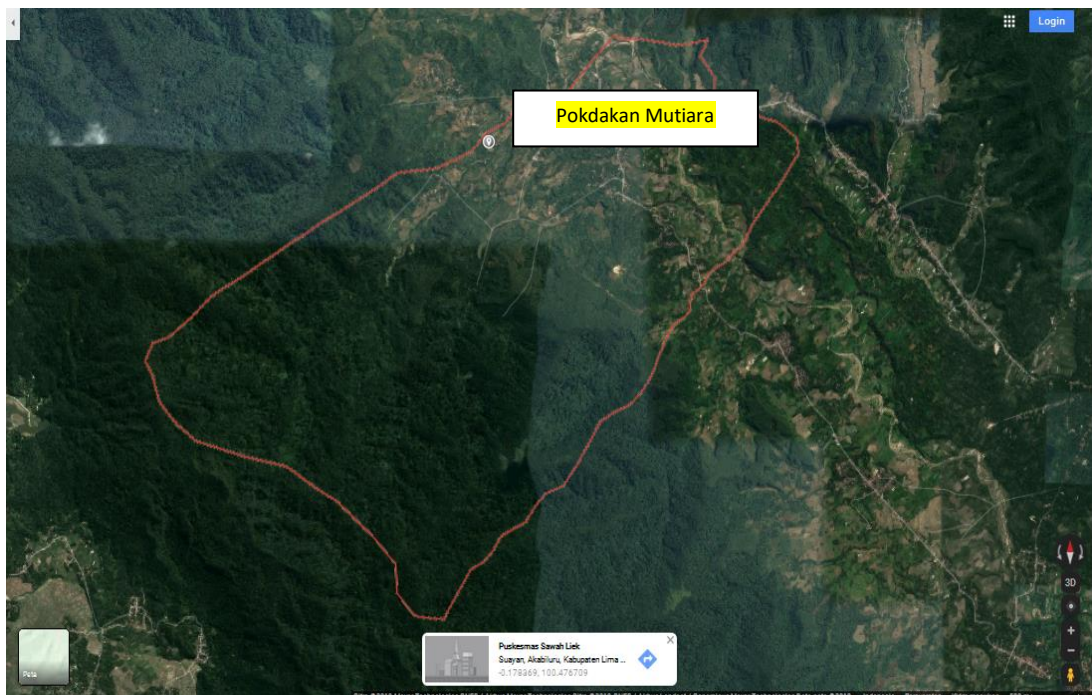 Login
Pokdakan Mutiara
3D
Peta
Puskesmas Sawah Liek
Suayan, Akabiluru, Kabupaten Lima ...
-0.178369, 100.476709